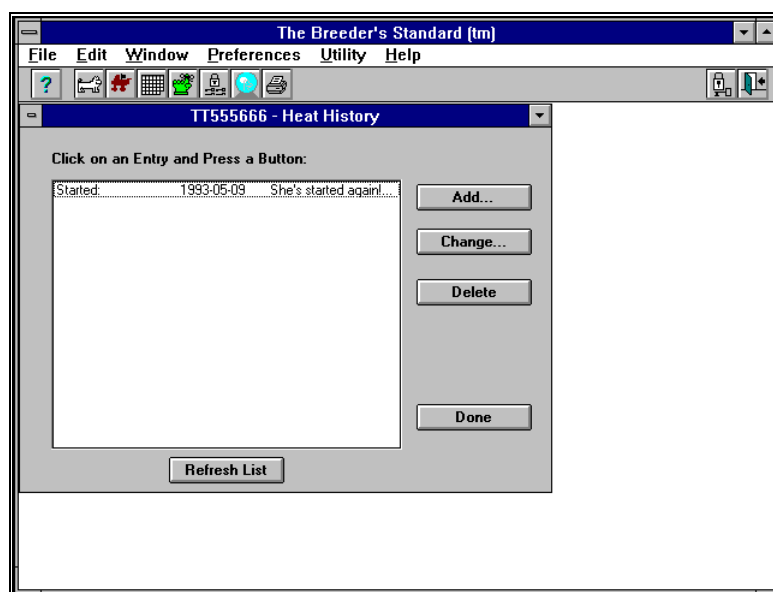 The Breeder's Standard (tm)
File Edit Window Preferences Utility Help
?
TT555666 - Heat History
Click on an Entry and Press a Button:
Started: 1993-05-09 She's started again!...
Add...
Change...
Delete
Done
Refresh List